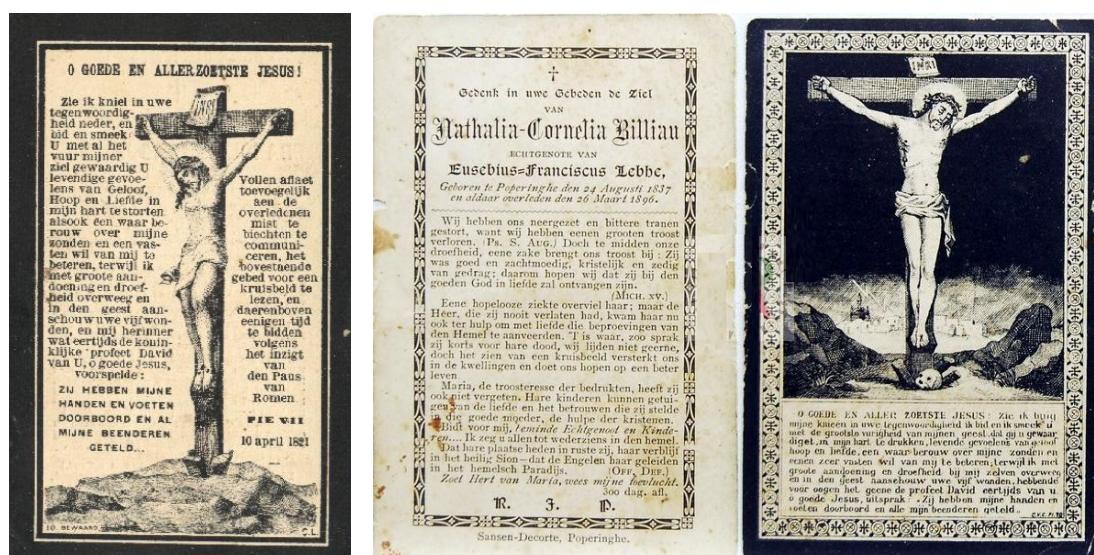 O GOEDE EN ALLERZOETSTE JESUS!
INRI
Zie ik kniel in uwe
tegenwoordig-
heid neder, en
bid en smeek
U met al het
vuur mijner
ziel gewaardig U
levendige gevoe-
lens van Geloof,
Hoop en Liefde in
mijn hart te storten
alsook een waar be-
rouw over mijne
zonden en een vas-
ten wil van mij te
beteren, terwijl ik
met groote aan-
doening en droef-
heid overweeg en
in den geest aan-
schouw uwe vijf won-
den, en mij herinner
wat eertijds de konin-
klijke profeet David
van U, o goede Jesus,
voorspelde:
ZIJ HEBBEN MIJNE
HANDEN EN VOETEN
DOORBOORD EN AL
MIJNE BEENDEREN
GETELD...
Vollen aflaet
toevoegelijk
aen de
overledenen
mist te
biechten te
communi-
ceren, het
bovestaende
gebed voor een
kruisbeld te
lezen, en
daerenboven
eenigen tijd
te bidden
volgens
het inzigt
van
den Paus
van
Romen
PIE VII
10 april 1821
BEWAARD
C.L.
†
Gedenk in uwe Gebeden de Ziel
VAN
Nathalia-Cornelia Billiau
ECHTGENOTE VAN
Eusebius-Franciscus Lebbe,
Geboren te Poperinghe den 24 Augusti 1837
en aldaar overleden den 26 Maart 1896.
Wij hebben ons neergezet en bittere tranen
gestort, want wij hebben eenen grooten troost
verloren. (Ps. S. AUG.) Doch te midden onze
droefheid, eene zake brengt ons troost bij : Zij
was goed en zachtmoedig, kristelijk en zedig
van gedrag; daarom hopen wij dat zij bij den
goeden God in liefde zal ontvangen zijn.
(MICH. XV.)
Eene hopelooze ziekte overviel haar; maar de
Heer, die zij nooit verlaten had, kwam haar nu
ook ter hulp om met liefde die beproevingen van
den Hemel te aanveerden. 'T is waar, zoo sprak
zij korts voor hare dood, wij lijden niet geerne,
doch het zien van een kruisbeeld versterkt ons
in de kwellingen en doet ons hopen op een beter
leven
Maria, de troosteresse der bedrukten, heeft zij
ook niet vergeten. Hare kinderen kunnen getui-
gen van de liefde en het betrouwen die zij stelde
in die goede moeder, de hulpe der kristenen.
Bidt voor mij, beminde Echtgenoot en Kinde-
ren.... Ik zeg u allen tot wederziens in den hemel.
Dat hare plaatse heden in ruste zij, haar verblijf
in het heilig Sion—dat de Engelen haar geleiden
in het hemelsch Paradijs. (OFF. DEF.)
Zoet Hert van Maria, wees mijne toevlucht.
300 dag. afl.
R. I. P.
Sansen-Decorte, Poperinghe.
INRI
O GOEDE EN ALLER ZOETSTE JESUS: Zie ik buig
mijne knieen in uwe tegenwoordigheid ik bid en ik smeek u
met de grootste vurigheid van mijnen geest, dat gij u gewaar
diget, in mijn hart te drukken, levende gevoelens van geloof
hoop en liefde, een waar berouw over mijne zonden en
eenen zeer vasten wil van mij te beteren; terwijl ik met
groote aandoening en droefheid bij mij zelven overweeg
en in den geest aanschouw uwe vijf wonden, hebbende
voor oogen het geene de profeet David eertijds van u.
o goede Jesus, uitsprak: Zij hebben mijne handen en
voeten doorboord en alle mijn beenderen geteld..